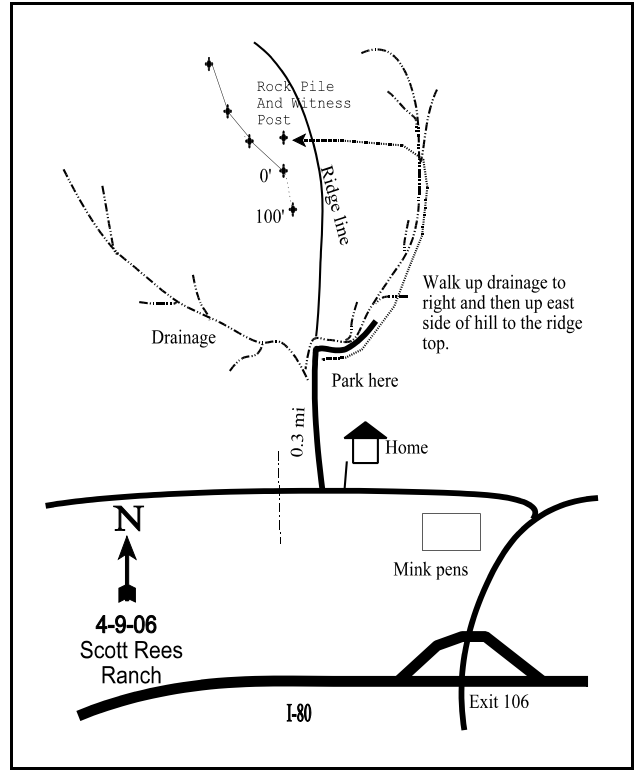 Rock Pile
And Witness
Post
0'
100'
Ridge line
Walk up drainage to
right and then up east
side of hill to the ridge
top.
Drainage
Park here
0.3 mi
Home
N
Mink pens
4-9-06
Scott Rees
Ranch
Exit 106
I-80